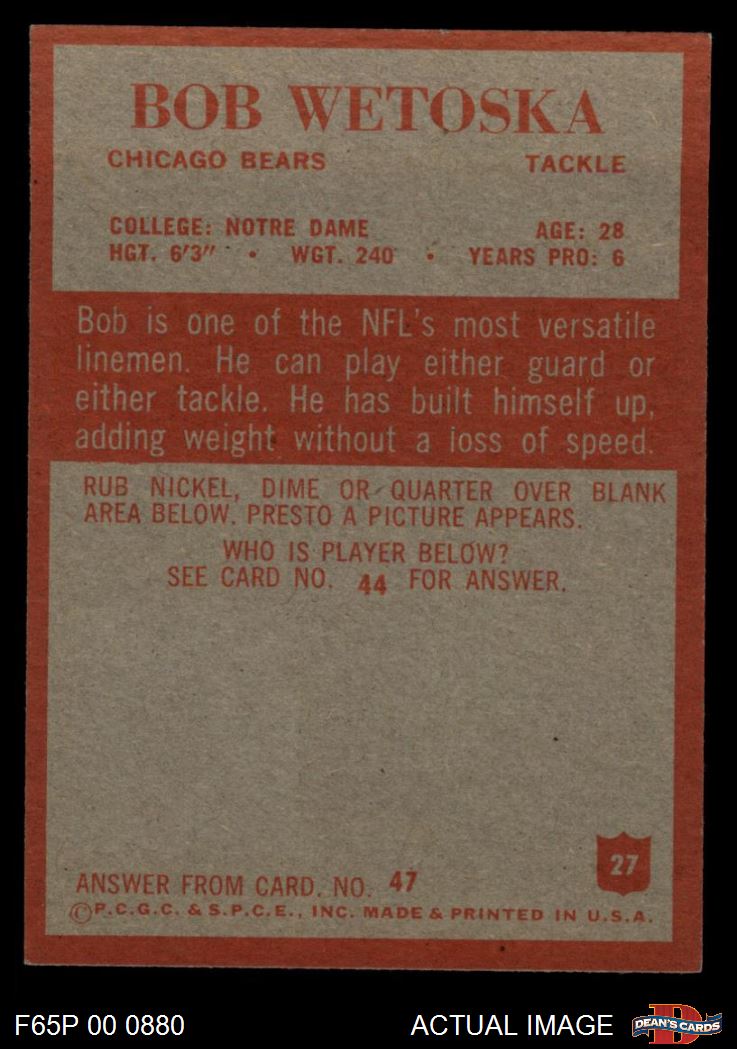 BOB WETOSKA
CHICAGO BEARS TACKLE
COLLEGE: NOTRE DAME AGE: 28
HGT. 6'3" • WGT. 240 • YEARS PRO: 6
Bob is one of the NFL's most versatile
linemen. He can play either guard or
either tackle. He has built himself up,
adding weight without a loss of speed.
RUB NICKEL, DIME OR QUARTER OVER BLANK
AREA BELOW. PRESTO A PICTURE APPEARS.
WHO IS PLAYER BELOW?
SEE CARD NO. 44 FOR ANSWER.
27
ANSWER FROM CARD. NO. 47
©P.C.G.C. & S.P.C.E., INC. MADE & PRINTED IN U.S.A.
F65P 00 0880 ACTUAL IMAGE D DEAN'S CARDS